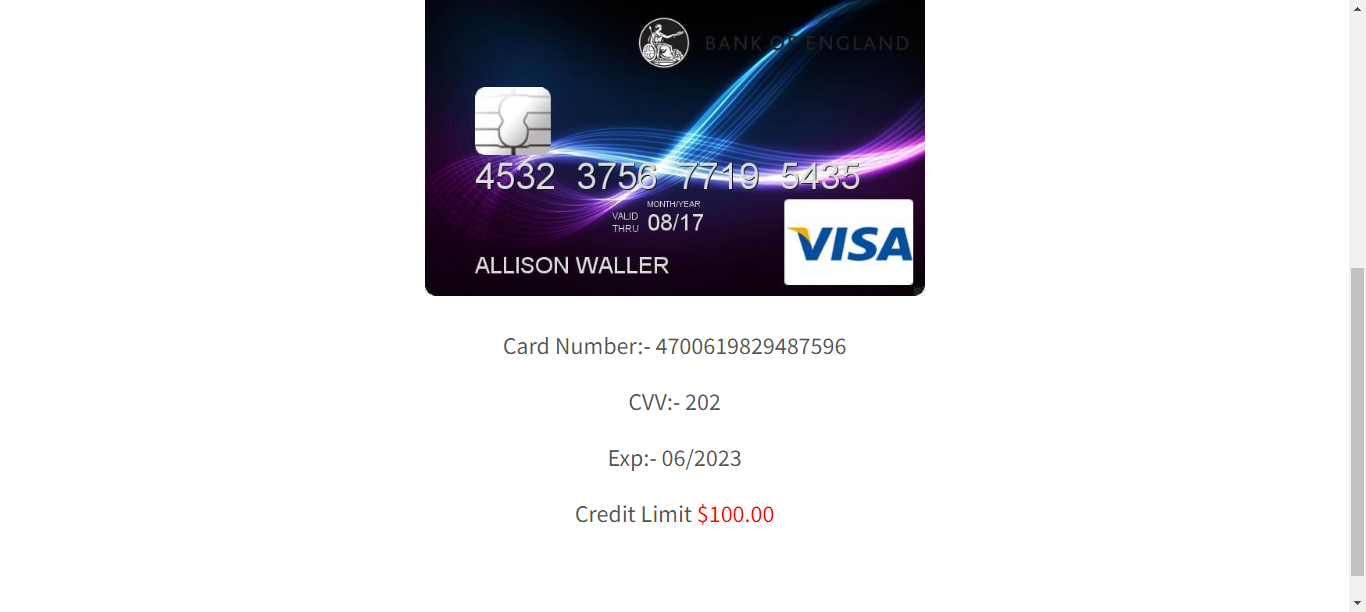 BANK OF ENGLAND
4532 3756 7719 5435
MONTH/YEAR
VALID THRU 08/17
ALLISON WALLER
VISA
Card Number:- 4700619829487596
CVV:- 202
Exp:- 06/2023
Credit Limit $100.00